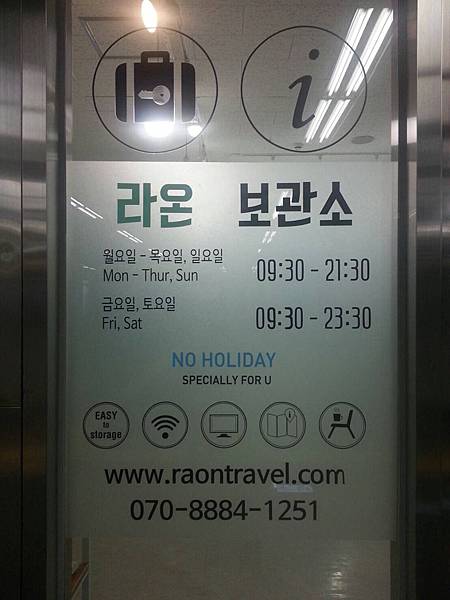 i
라온 보관소
월요일 - 목요일, 일요일
Mon - Thur, Sun 09:30 - 21:30
금요일, 토요일
Fri, Sat 09:30 - 23:30
NO HOLIDAY
SPECIALLY FOR U
EASY
to
storage
www.raontravel.com
070-8884-1251